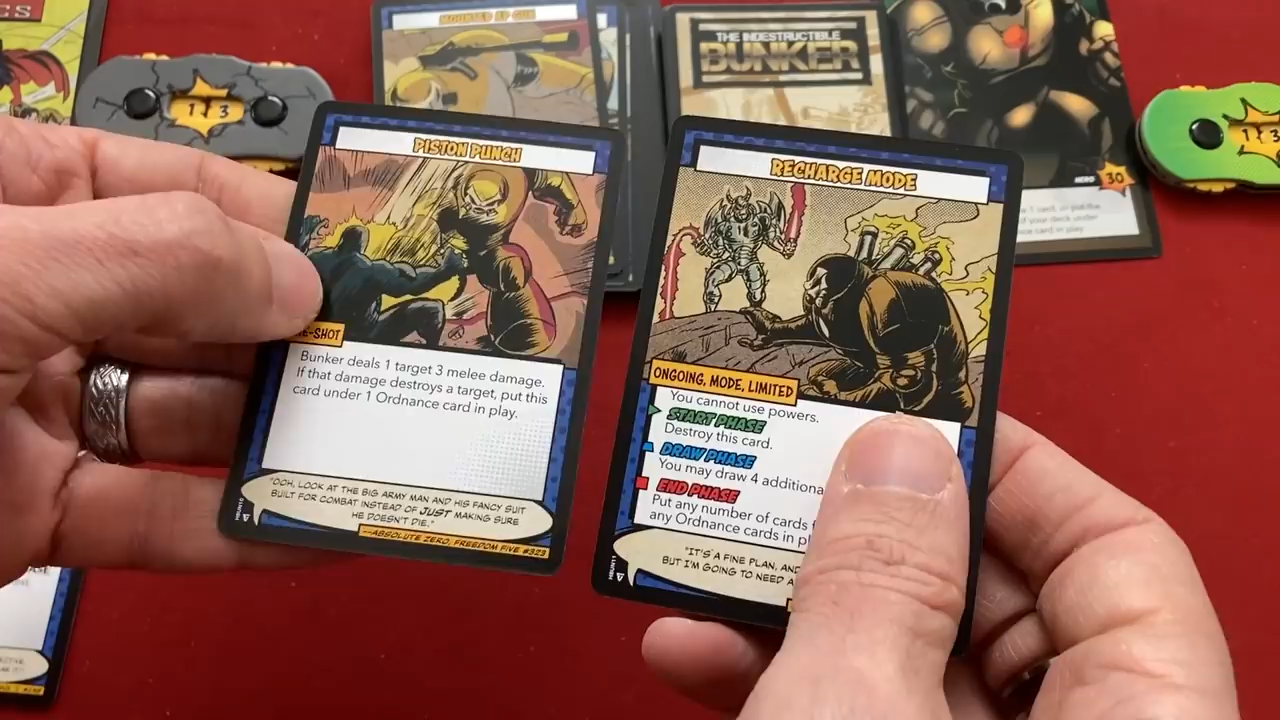 MOUNTED EP GUN
THE INDESTRUCTIBLE
BUNKER
1 3
1 3
HERO 30
1 card, or put the
your deck under
card in play
PISTON PUNCH
-SHOT
Bunker deals 1 target 3 melee damage.
If that damage destroys a target, put this
card under 1 Ordnance card in play.
"OOH, LOOK AT THE BIG ARMY MAN AND HIS FANCY SUIT
BUILT FOR COMBAT INSTEAD OF JUST MAKING SURE
HE DOESN'T DIE."
--ABSOLUTE ZERO, FREEDOM FIVE #323
RECHARGE MODE
ONGOING, MODE, LIMITED
You cannot use powers.
START PHASE
Destroy this card.
DRAW PHASE
You may draw 4 additiona
END PHASE
Put any number of cards
any Ordnance cards in pl
"IT'S A FINE PLAN, AND
BUT I'M GOING TO NEED A